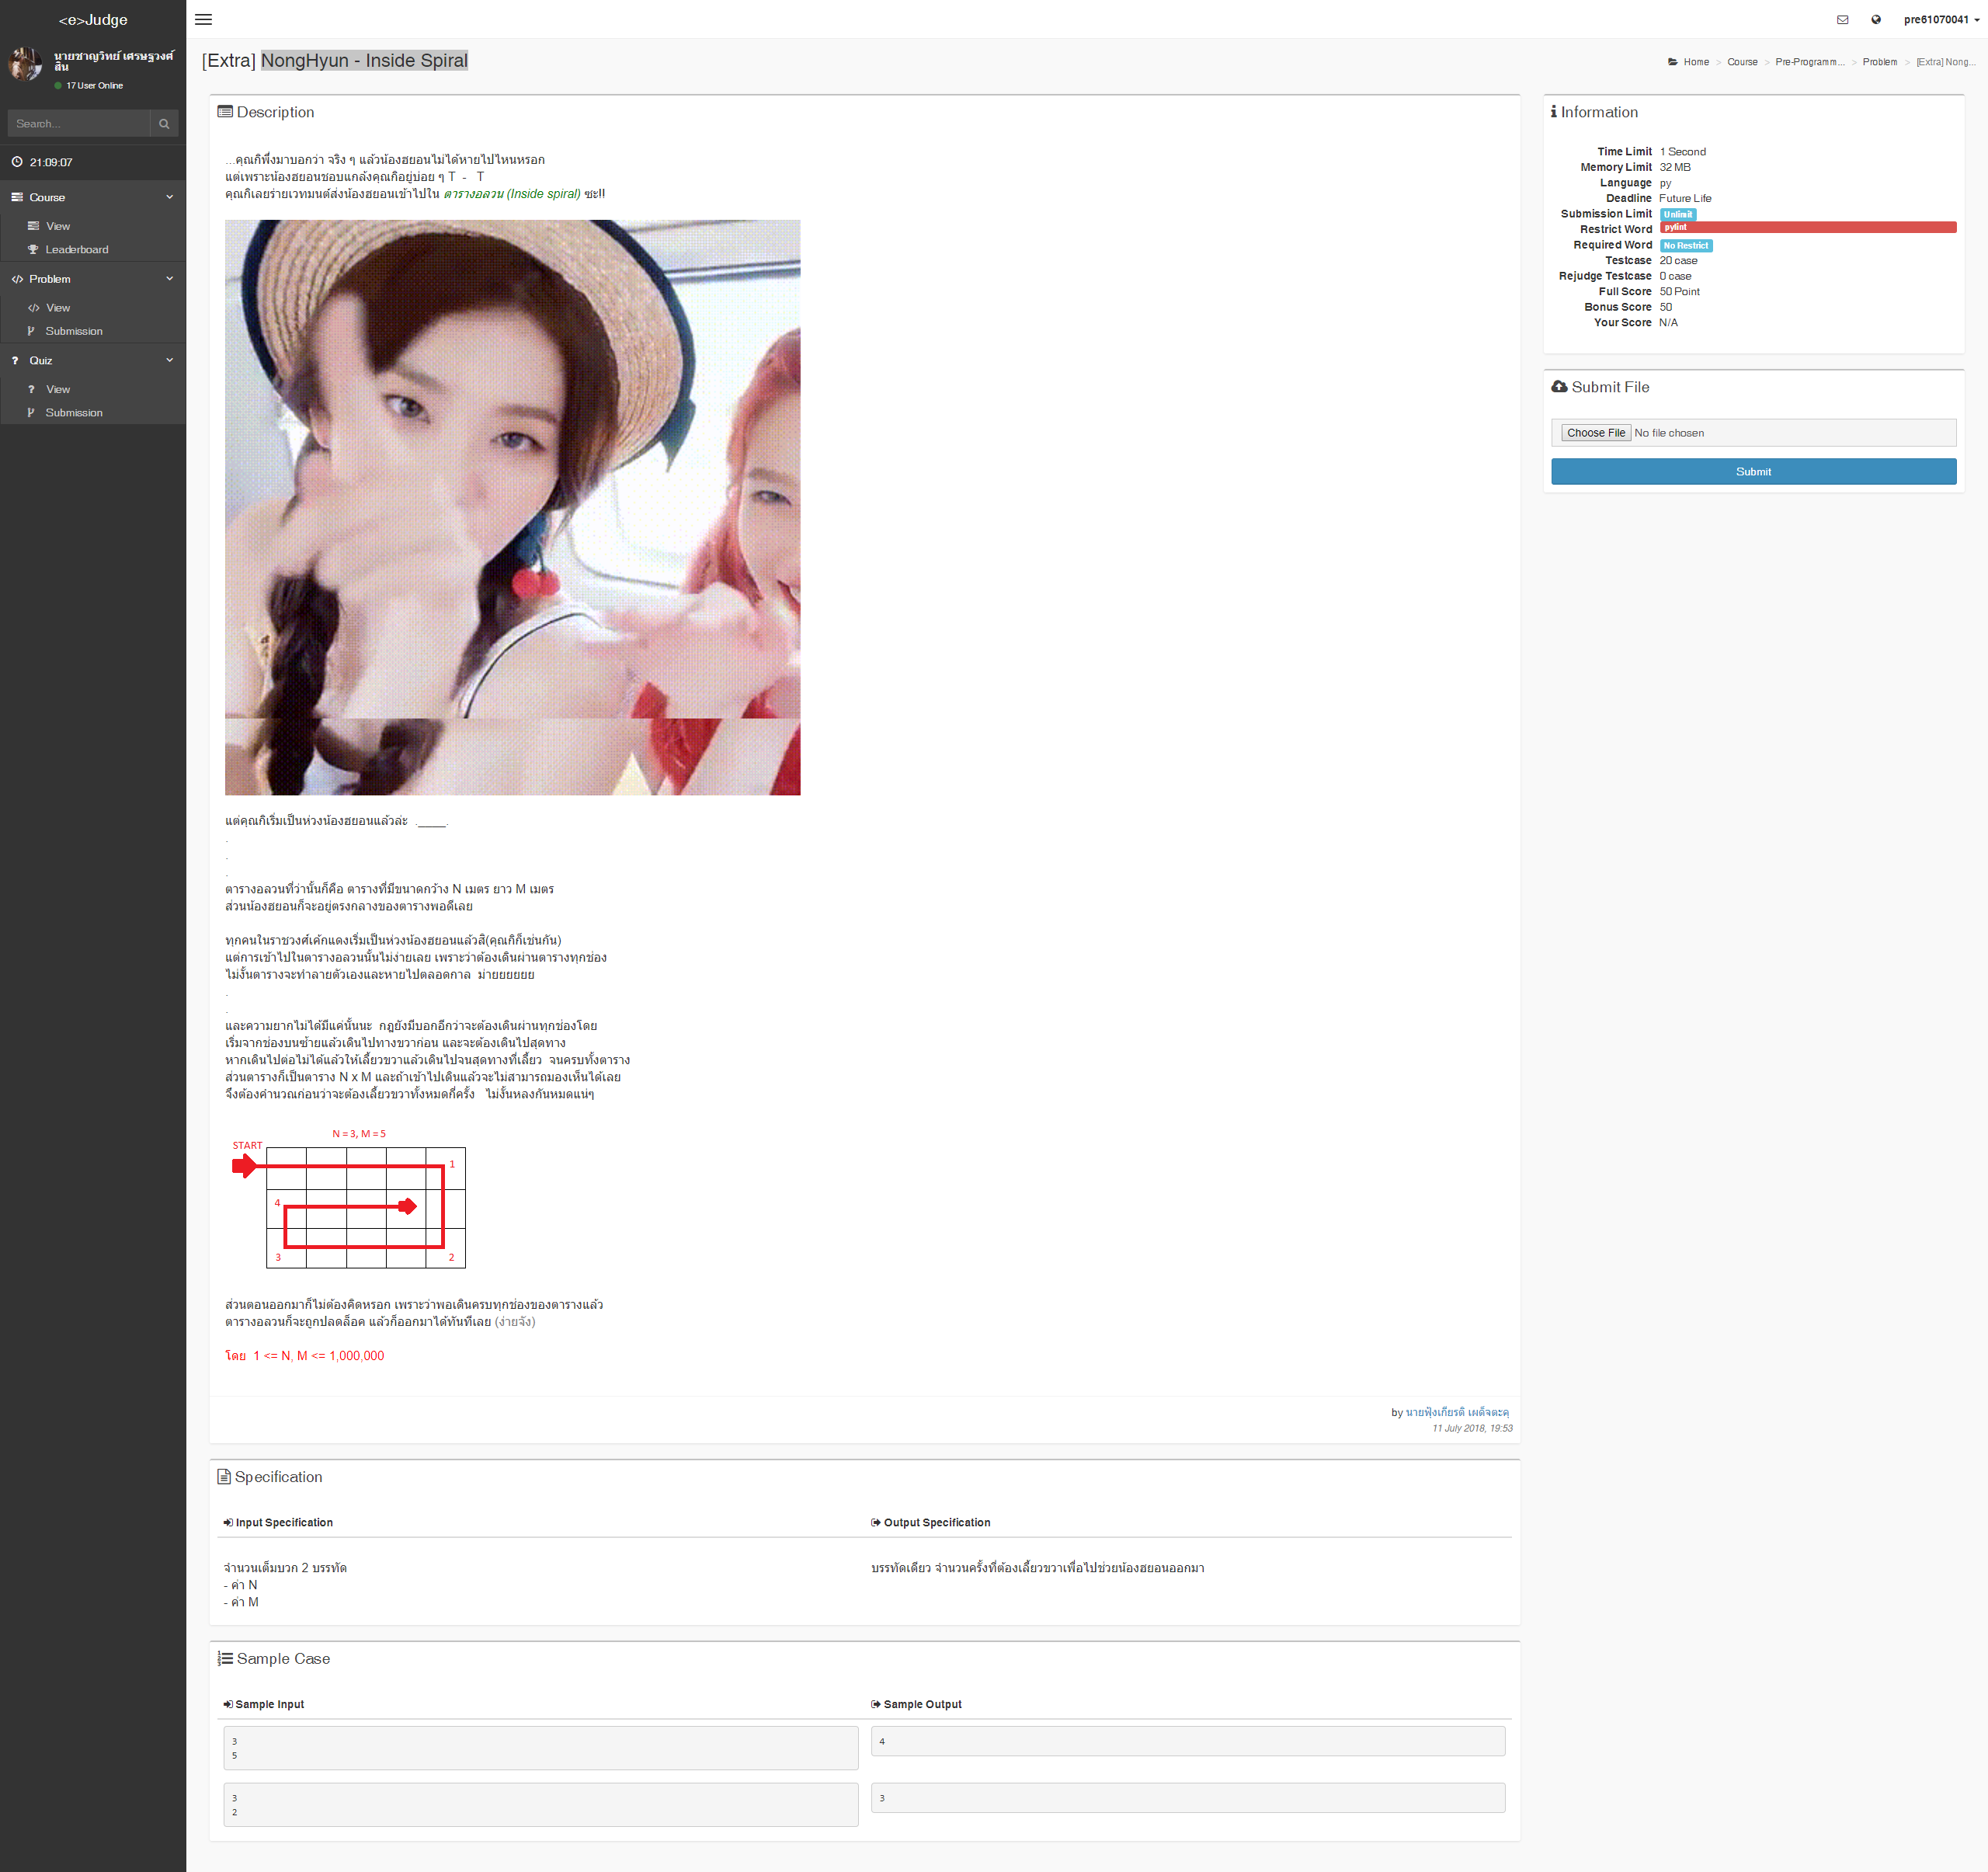 <e>Judge
pre61070041
นายชาญวิทย์ เศรษฐวงศ์
สิน
17 User Online
Search...
21:09:07
Course
View
Leaderboard
Problem
View
Submission
Quiz
View
Submission
[Extra] NongHyun - Inside Spiral
Home > Course > Pre-Programm... > Problem > [Extra] Nong...
Description
...คุณกิพึ่งมาบอกว่า จริง ๆ แล้วน้องฮยอนไม่ได้หายไปไหนหรอก
แต่เพราะน้องฮยอนชอบแกล้งคุณกิอยู่บ่อย ๆ T - T
คุณกิเลยร่ายเวทมนต์ส่งน้องฮยอนเข้าไปใน ตารางอลวน (Inside spiral) ซะ!!
แต่คุณกิเริ่มเป็นห่วงน้องฮยอนแล้วล่ะ ._____.
.
.
.
ตารางอลวนที่ว่านั้นก็คือ ตารางที่มีขนาดกว้าง N เมตร ยาว M เมตร
ส่วนน้องฮยอนก็จะอยู่ตรงกลางของตารางพอดีเลย
ทุกคนในราชวงศ์เค้กแดงเริ่มเป็นห่วงน้องฮยอนแล้วสิ(คุณกิก็เช่นกัน)
แต่การเข้าไปในตารางอลวนนั้นไม่ง่ายเลย เพราะว่าต้องเดินผ่านตารางทุกช่อง
ไม่งั้นตารางจะทำลายตัวเองและหายไปตลอดกาล ม่ายยยยยย
.
.
และความยากไม่ได้มีแค่นั้นนะ กฎยังมีบอกอีกว่าจะต้องเดินผ่านทุกช่องโดย
เริ่มจากช่องบนซ้ายแล้วเดินไปทางขวาก่อน และจะต้องเดินไปสุดทาง
หากเดินไปต่อไม่ได้แล้วให้เลี้ยวขวาแล้วเดินไปจนสุดทางที่เลี้ยว จนครบทั้งตาราง
ส่วนตารางก็เป็นตาราง N x M และถ้าเข้าไปเดินแล้วจะไม่สามารถมองเห็นได้เลย
จึงต้องคำนวณก่อนว่าจะต้องเลี้ยวขวาทั้งหมดกี่ครั้ง ไม่งั้นหลงกันหมดแน่ๆ
N = 3, M = 5
START
1
4
3
2
ส่วนตอนออกมาก็ไม่ต้องคิดหรอก เพราะว่าพอเดินครบทุกช่องของตารางแล้ว
ตารางอลวนก็จะถูกปลดล็อค แล้วก็ออกมาได้ทันทีเลย (ง่ายจัง)
โดย 1 <= N, M <= 1,000,000
by นายฟุ้งเกียรติ เผด็จตะคุ
11 July 2018, 19:53
Specification
Input Specification
Output Specification
จำนวนเต็มบวก 2 บรรทัด
- ค่า N
- ค่า M
บรรทัดเดียว จำนวนครั้งที่ต้องเลี้ยวขวาเพื่อไปช่วยน้องฮยอนออกมา
Sample Case
Sample Input
Sample Output
3
5
4
3
2
3
Information
Time Limit 1 Second
Memory Limit 32 MB
Language py
Deadline Future Life
Submission Limit Unlimit
Restrict Word pylint
Required Word No Restrict
Testcase 20 case
Rejudge Testcase 0 case
Full Score 50 Point
Bonus Score 50
Your Score N/A
Submit File
Choose File No file chosen
Submit